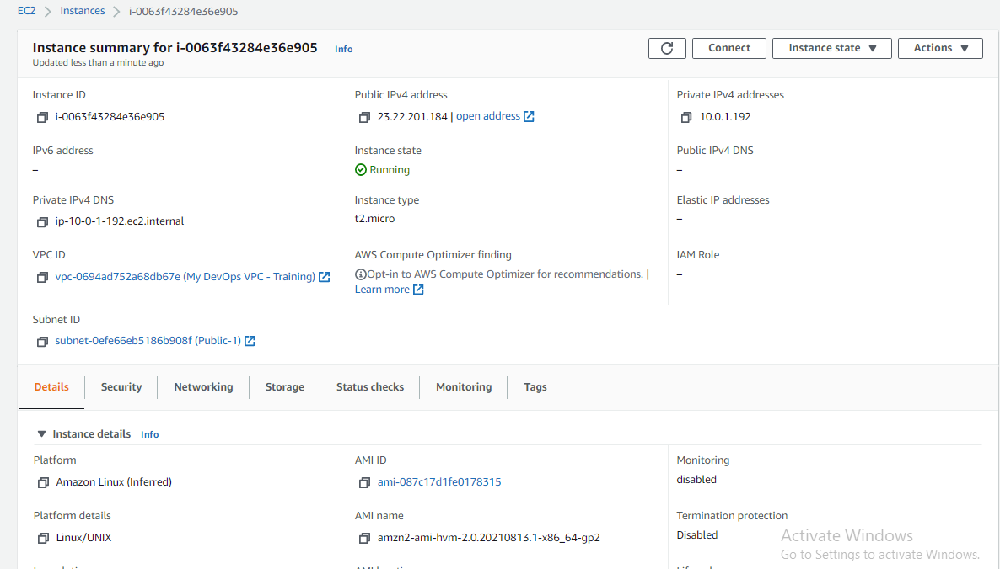 EC2 > Instances > i-0063f43284e36e905
Instance summary for i-0063f43284e36e905 Info
Updated less than a minute ago
Connect
Instance state
Actions
Instance ID
i-0063f43284e36e905
Public IPv4 address
23.22.201.184 | open address
Private IPv4 addresses
10.0.1.192
IPv6 address
–
Instance state
Running
Public IPv4 DNS
–
Private IPv4 DNS
ip-10-0-1-192.ec2.internal
Instance type
t2.micro
Elastic IP addresses
–
VPC ID
vpc-0694ad752a68db67e (My DevOps VPC - Training)
AWS Compute Optimizer finding
Opt-in to AWS Compute Optimizer for recommendations. |
Learn more
IAM Role
–
Subnet ID
subnet-0efe66eb5186b908f (Public-1)
Details
Security
Networking
Storage
Status checks
Monitoring
Tags
Instance details Info
Platform
Amazon Linux (Inferred)
AMI ID
ami-087c17d1fe0178315
Monitoring
disabled
Platform details
Linux/UNIX
AMI name
amzn2-ami-hvm-2.0.20210813.1-x86_64-gp2
Termination protection
Disabled
Activate Windows
Go to Settings to activate Windows.